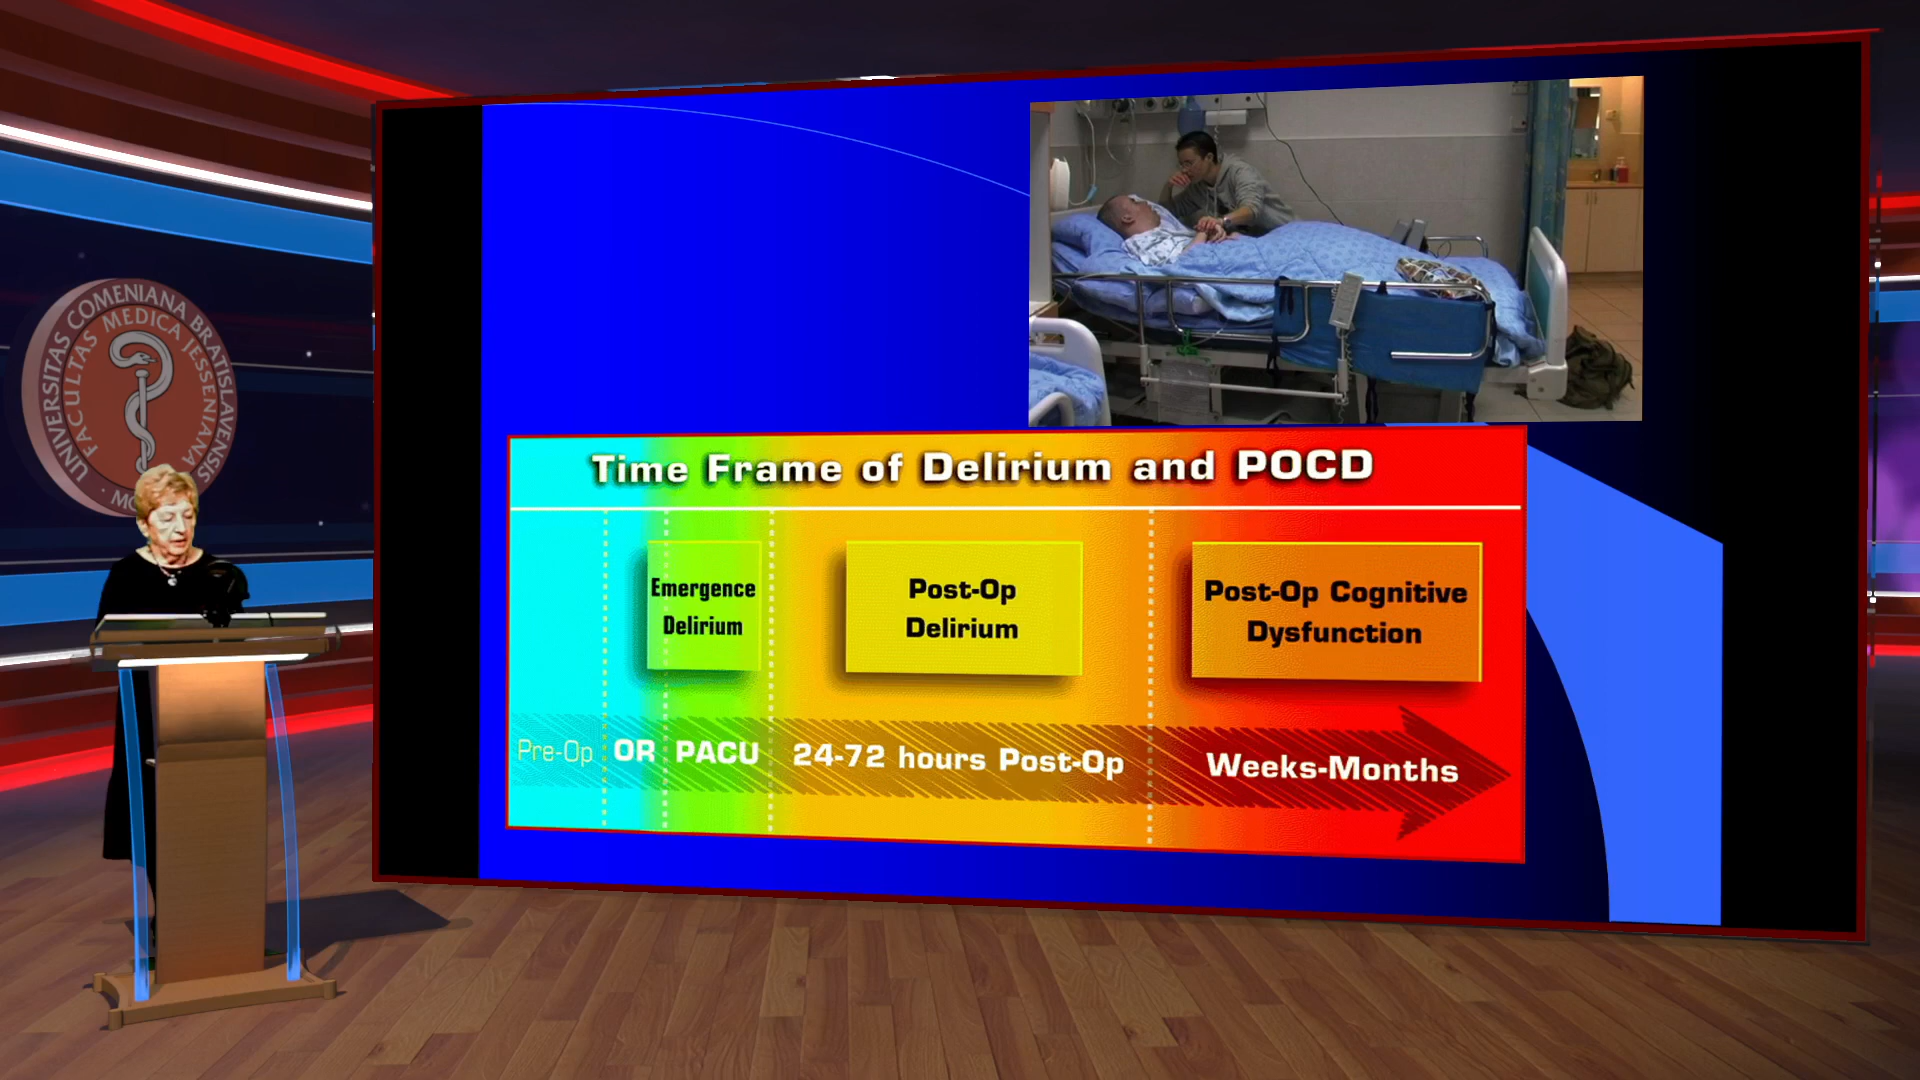 UNIVERSITAS COMENIANA BRATISLAVENSIS
FACULTAS MEDICA JESSENIANA
Time Frame of Delirium and POCD
Emergence
Delirium
Post-Op
Delirium
Post-Op Cognitive
Dysfunction
Pre-Op OR PACU 24-72 hours Post-Op Weeks-Months